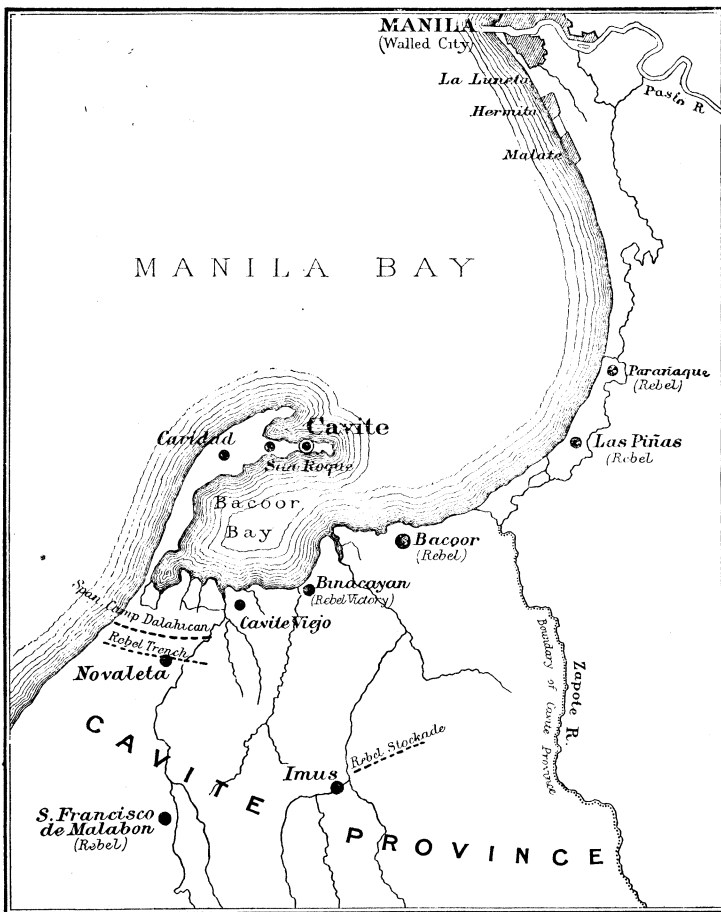 MANILA
(Walled City)
La Luneta
Hermita
Malate
Pasig R.
MANILA BAY
Parañaque
(Rebel)
Cavite
Caridad
San Roque
Las Piñas
(Rebel
Bacoor
Bay
Bacoor
(Rebel)
Binacayan
(Rebel Victory)
Span. Camp Dalahican
Cavite Viejo
Rebel Trench
Novaleta
Zapote R.
Boundary of Cavite Province
Rebel Stockade
Imus
S. Francisco
de Malabon
(Rebel)
CAVITE PROVINCE